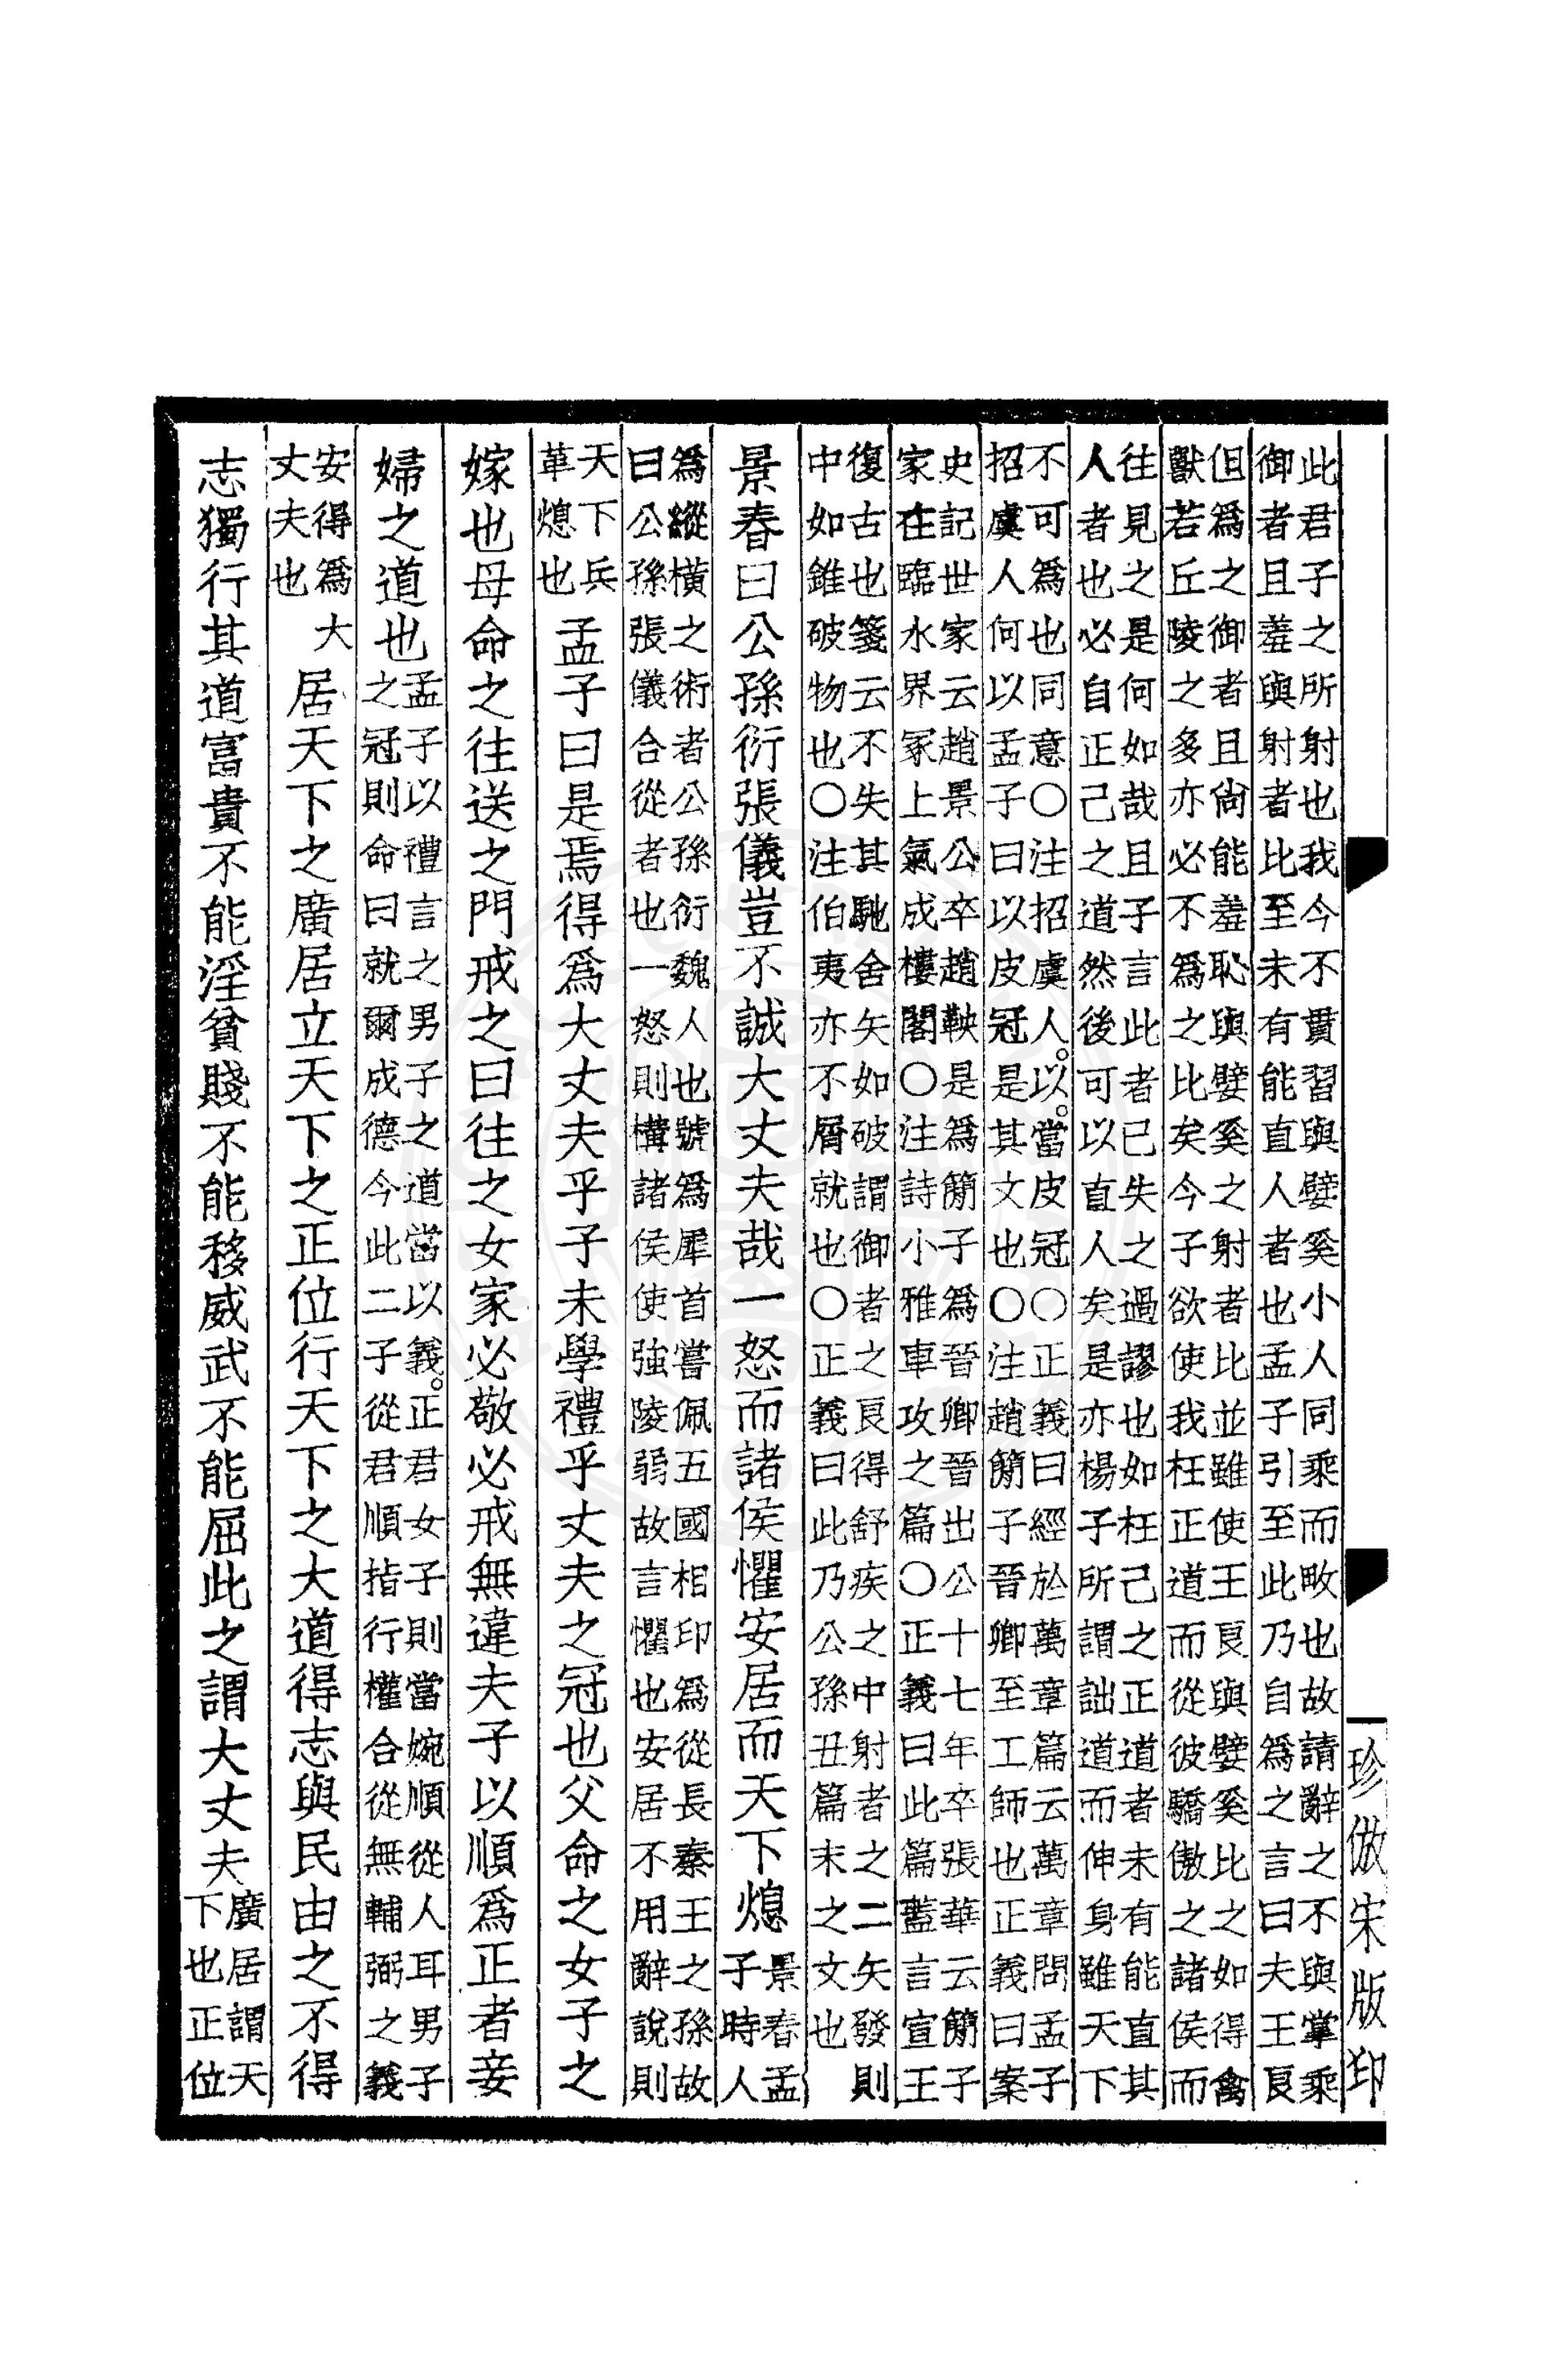 此君子之所射也我今不貫習與嬖奚小人同乘而畋也故請辭之不與掌乘
御者且羞與射者比至未有能直人者也孟子引至此乃自爲之言曰夫王良
但爲之御者且尙能羞恥與嬖奚之射者比並雖使王良與嬖奚比之如得禽
獸若丘陵之多亦必不爲之比矣今子欲使我枉正道而從彼驕傲之諸侯而
往見之是何如哉且子言此者已失之過謬也如枉己之正道者未有能直其
人者也必自正己之道然後可以直人矣是亦楊子所謂詘道而伸身雖天下
不可爲也同意〇注招虞人。以。當皮冠〇正義曰經於萬章篇云萬章問孟子
招虞人何以孟子曰以皮冠是其文也〇注趙簡子晉卿至工師也正義曰案
史記世家云趙景公卒趙鞅是爲簡子爲晉卿晉出公十七年卒張華云簡子
家在臨水界冢上氣成樓閣〇注詩小雅車攻之篇〇正義曰此篇蓋言宣王
復古也箋云不失其馳舍矢如破謂御者之良得舒疾之中射者之二矢發則
中如錐破物也〇注伯夷亦不屑就也〇正義曰此乃公孫丑篇末之文也
景春曰公孫衍張儀豈不誠大丈夫哉一怒而諸侯懼安居而天下熄景春孟子時人
爲縱橫之術者公孫衍魏人也號爲犀首嘗佩五國相印爲從長秦王之孫故
曰公孫張儀合從者也一怒則構諸侯使強陵弱故言懼也安居不用辭說則
天下兵革熄也孟子曰是焉得爲大丈夫乎子未學禮乎丈夫之冠也父命之女子之
嫁也母命之往送之門戒之曰往之女家必敬必戒無違夫子以順爲正者妾
婦之道也孟子以禮言之男子之道當以義。正君女子則當婉順從人耳男子之冠則命曰就爾成德今此二子從君順指行權合從無輔弼之義
安得爲大丈夫也居天下之廣居立天下之正位行天下之大道得志與民由之不得
志獨行其道富貴不能淫貧賤不能移威武不能屈此之謂大丈夫廣居謂天下也正位
珍倣宋版印